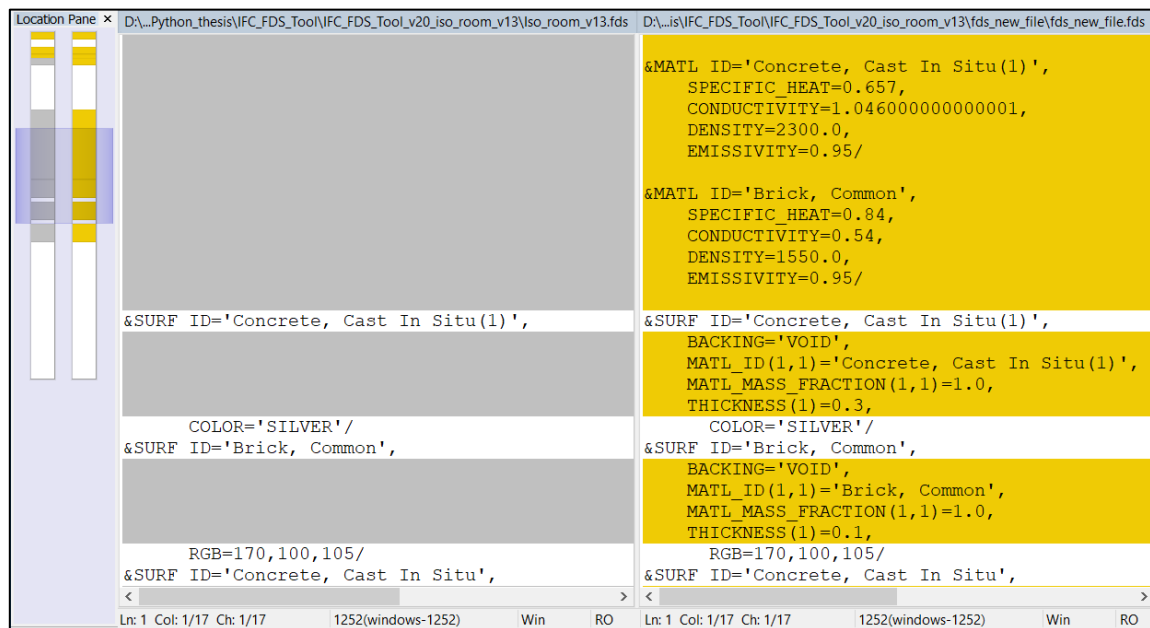 Location Pane ×
D:\...Python_thesis\IFC_FDS_Tool\IFC_FDS_Tool_v20_iso_room_v13\Iso_room_v13.fds
D:\...is\IFC_FDS_Tool\IFC_FDS_Tool_v20_iso_room_v13\fds_new_file\fds_new_file.fds
&SURF ID='Concrete, Cast In Situ(1)',
COLOR='SILVER'/
&SURF ID='Brick, Common',
RGB=170,100,105/
&SURF ID='Concrete, Cast In Situ',
&MATL ID='Concrete, Cast In Situ(1)',
SPECIFIC_HEAT=0.657,
CONDUCTIVITY=1.046000000000001,
DENSITY=2300.0,
EMISSIVITY=0.95/
&MATL ID='Brick, Common',
SPECIFIC_HEAT=0.84,
CONDUCTIVITY=0.54,
DENSITY=1550.0,
EMISSIVITY=0.95/
&SURF ID='Concrete, Cast In Situ(1)',
BACKING='VOID',
MATL_ID(1,1)='Concrete, Cast In Situ(1)',
MATL_MASS_FRACTION(1,1)=1.0,
THICKNESS(1)=0.3,
COLOR='SILVER'/
&SURF ID='Brick, Common',
BACKING='VOID',
MATL_ID(1,1)='Brick, Common',
MATL_MASS_FRACTION(1,1)=1.0,
THICKNESS(1)=0.1,
RGB=170,100,105/
&SURF ID='Concrete, Cast In Situ',
Ln: 1 Col: 1/17 Ch: 1/17 1252(windows-1252) Win RO
Ln: 1 Col: 1/17 Ch: 1/17 1252(windows-1252) Win RO